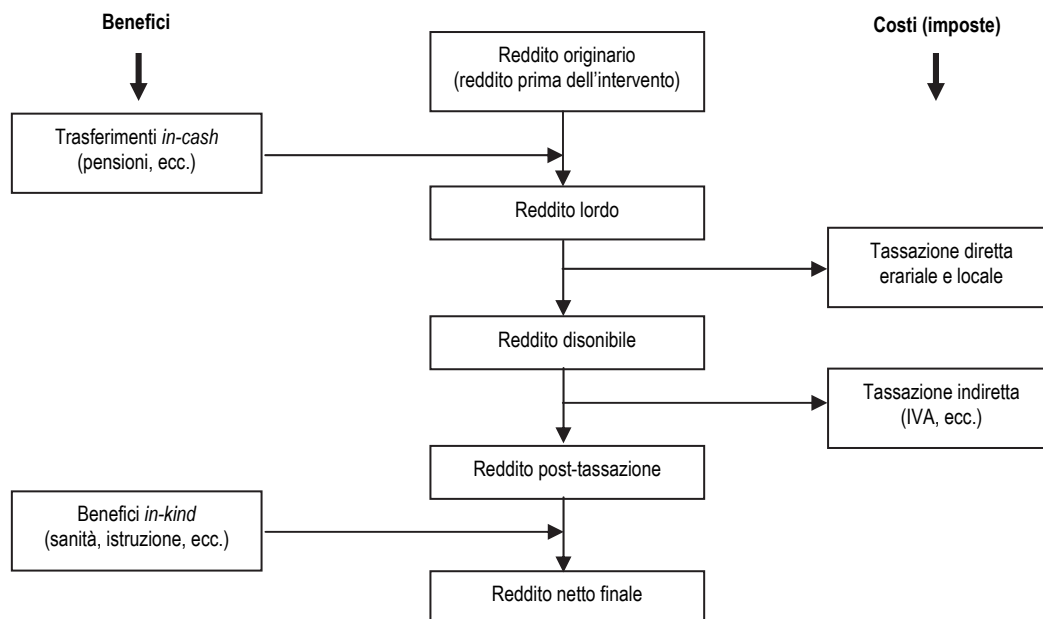 Benefici
Costi (imposte)
Reddito originario
(reddito prima dell'intervento)
Trasferimenti in-cash
(pensioni, ecc.)
Reddito lordo
Tassazione diretta
erariale e locale
Reddito disonibile
Tassazione indiretta
(IVA, ecc.)
Reddito post-tassazione
Benefici in-kind
(sanità, istruzione, ecc.)
Reddito netto finale